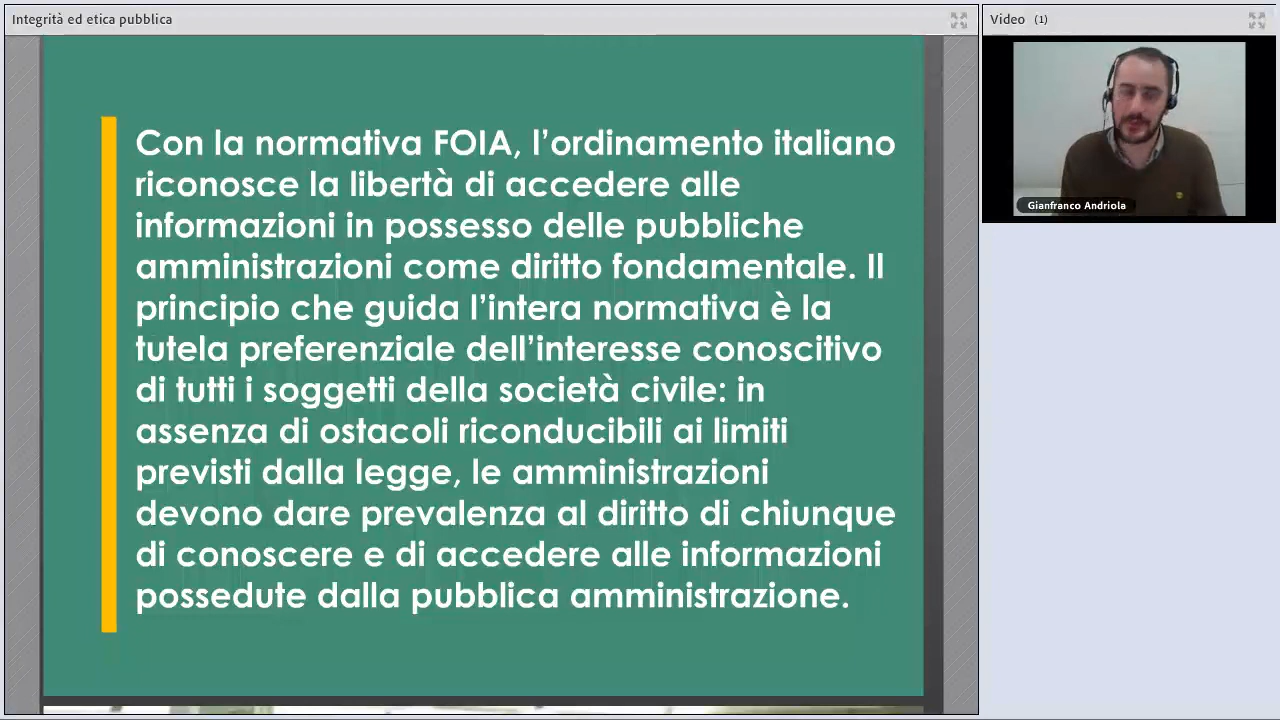 Integrità ed etica pubblica
Video (1)
Con la normativa FOIA, l’ordinamento italiano
riconosce la libertà di accedere alle
informazioni in possesso delle pubbliche
amministrazioni come diritto fondamentale. Il
principio che guida l’intera normativa è la
tutela preferenziale dell’interesse conoscitivo
di tutti i soggetti della società civile: in
assenza di ostacoli riconducibili ai limiti
previsti dalla legge, le amministrazioni
devono dare prevalenza al diritto di chiunque
di conoscere e di accedere alle informazioni
possedute dalla pubblica amministrazione.
Gianfranco Andriola